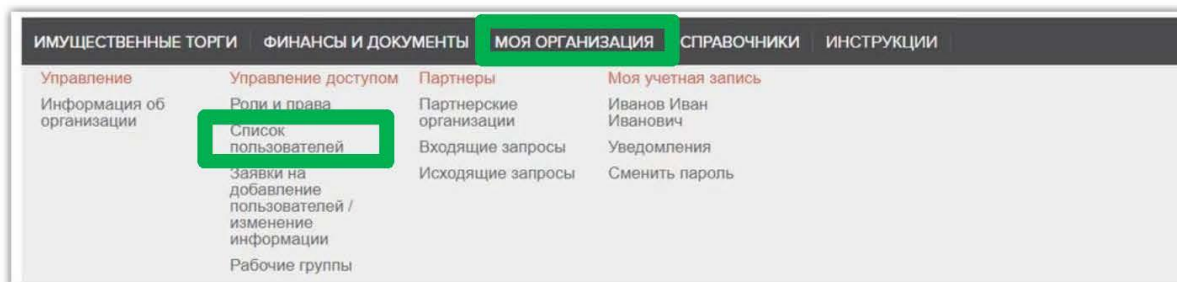 ИМУЩЕСТВЕННЫЕ ТОРГИ ФИНАНСЫ И ДОКУМЕНТЫ МОЯ ОРГАНИЗАЦИЯ СПРАВОЧНИКИ ИНСТРУКЦИИ
Управление
Информация об
организации
Управление доступом
Роли и права
Список
пользователей
Заявки на
добавление
пользователей /
изменение
информации
Рабочие группы
Партнеры
Партнерские
организации
Входящие запросы
Исходящие запросы
Моя учетная запись
Иванов Иван
Иванович
Уведомления
Сменить пароль